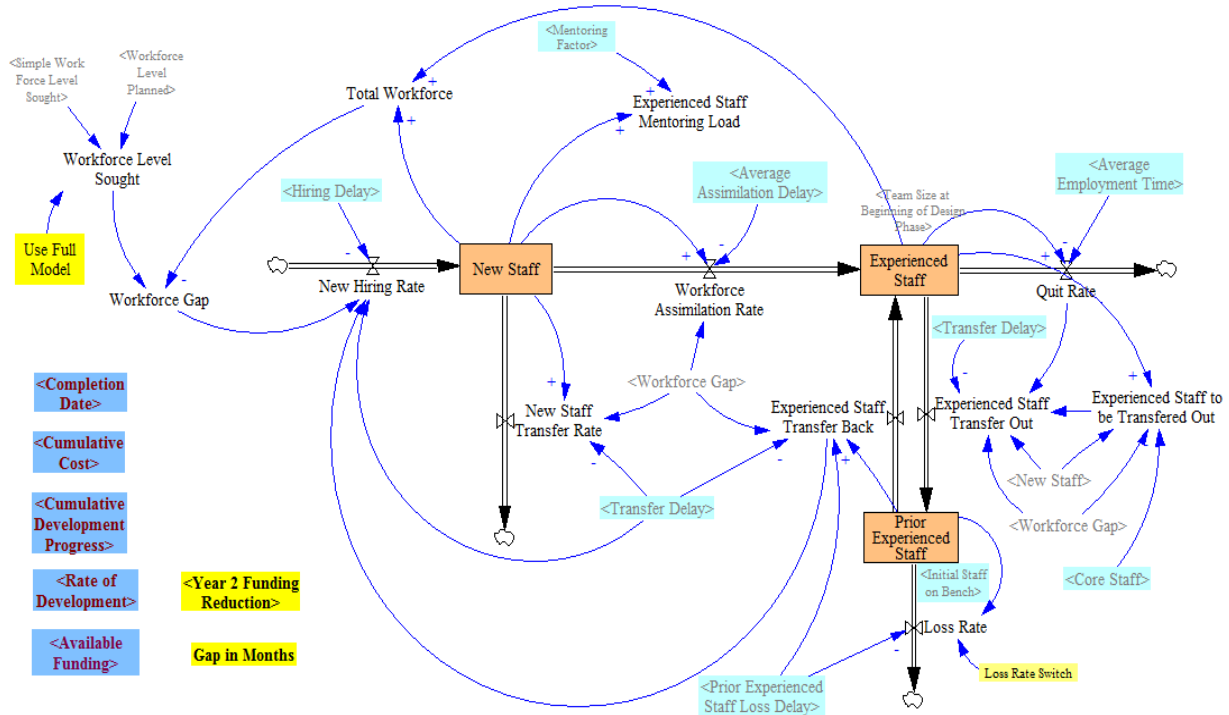 <Simple Work
Force Level
Sought>
<Workforce
Level
Planned>
Workforce Level
Sought
Use Full
Model
Workforce Gap
-
Total Workforce
+
+
<Mentoring
Factor>
+
+
Experienced Staff
Mentoring Load
<Hiring Delay>
-
New Hiring Rate
New Staff
<Average
Assimilation Delay>
+
-
Workforce
Assimilation Rate
<Team Size at
Beginning of Design
Phase>
Experienced
Staff
<Average
Employment Time>
-
+
Quit Rate
<Workforce Gap>
+
New Staff
Transfer Rate
-
Experienced Staff
Transfer Back
-
+
<Transfer Delay>
<Transfer Delay>
-
Experienced Staff
Transfer Out
+
Experienced Staff to
be Transfered Out
-
-
<New Staff>
<Workforce Gap>
<Core Staff>
Prior
Experienced
Staff
<Initial Staff
on Bench>
Loss Rate
-
Loss Rate Switch
<Prior Experienced
Staff Loss Delay>
<Completion
Date>
<Cumulative
Cost>
<Cumulative
Development
Progress>
<Rate of
Development>
<Available
Funding>
<Year 2 Funding
Reduction>
Gap in Months